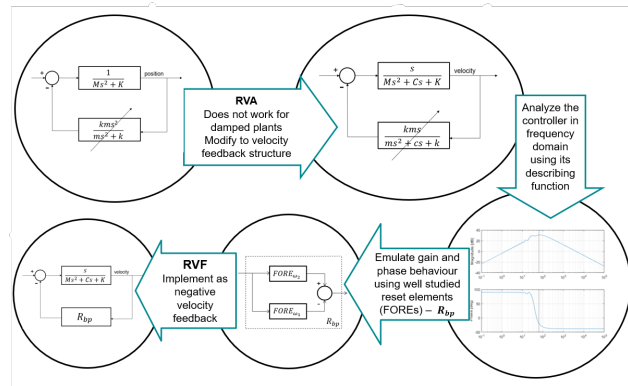 +
−
1
Ms² + K
position
kms²
ms² + k
RVA
Does not work for
damped plants
Modify to velocity
feedback structure
+
−
s
Ms² + Cs + K
velocity
kms
ms² + cs + k
Analyze the
controller in
frequency
domain
using its
describing
function
Emulate gain and
phase behaviour
using well studied
reset elements
(FOREs) – R_bp
FORE_ω₁
FORE_ω₂
+
+
R_bp
RVF
Implement as
negative
velocity
feedback
+
−
s
Ms² + Cs + K
velocity
R_bp